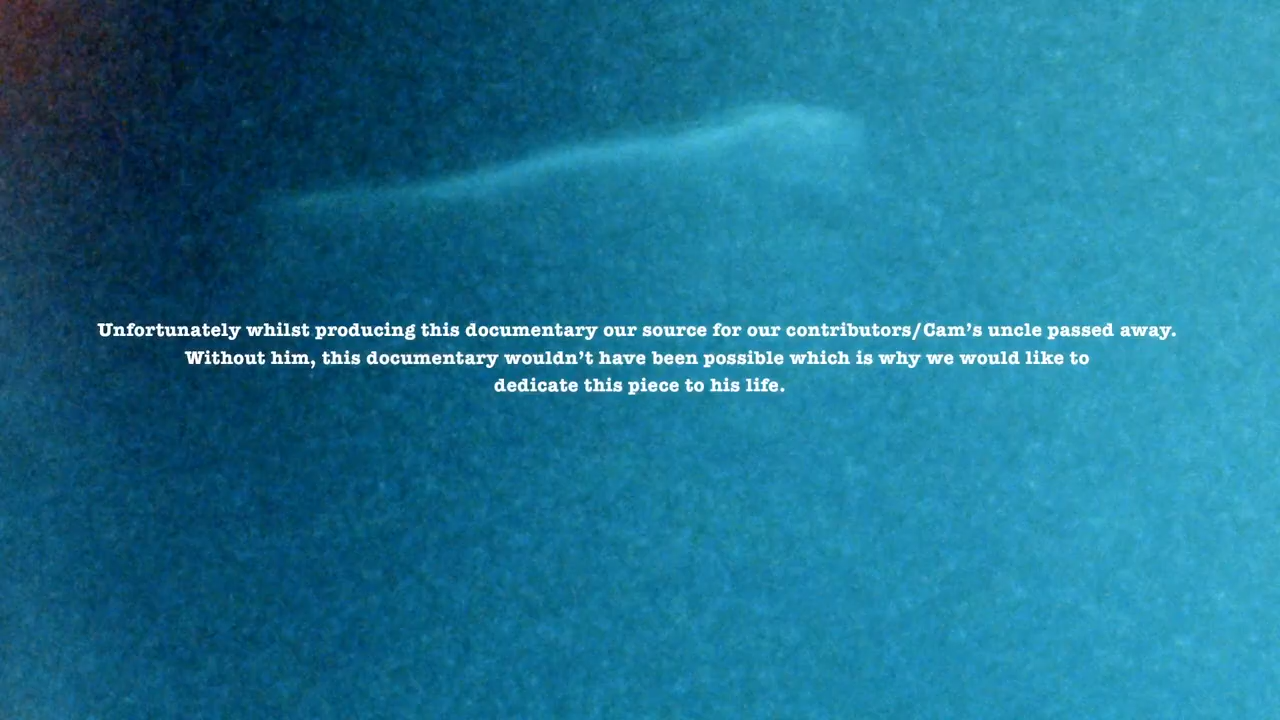 Unfortunately whilst producing this documentary our source for our contributors/Cam's uncle passed away.
Without him, this documentary wouldn't have been possible which is why we would like to
dedicate this piece to his life.